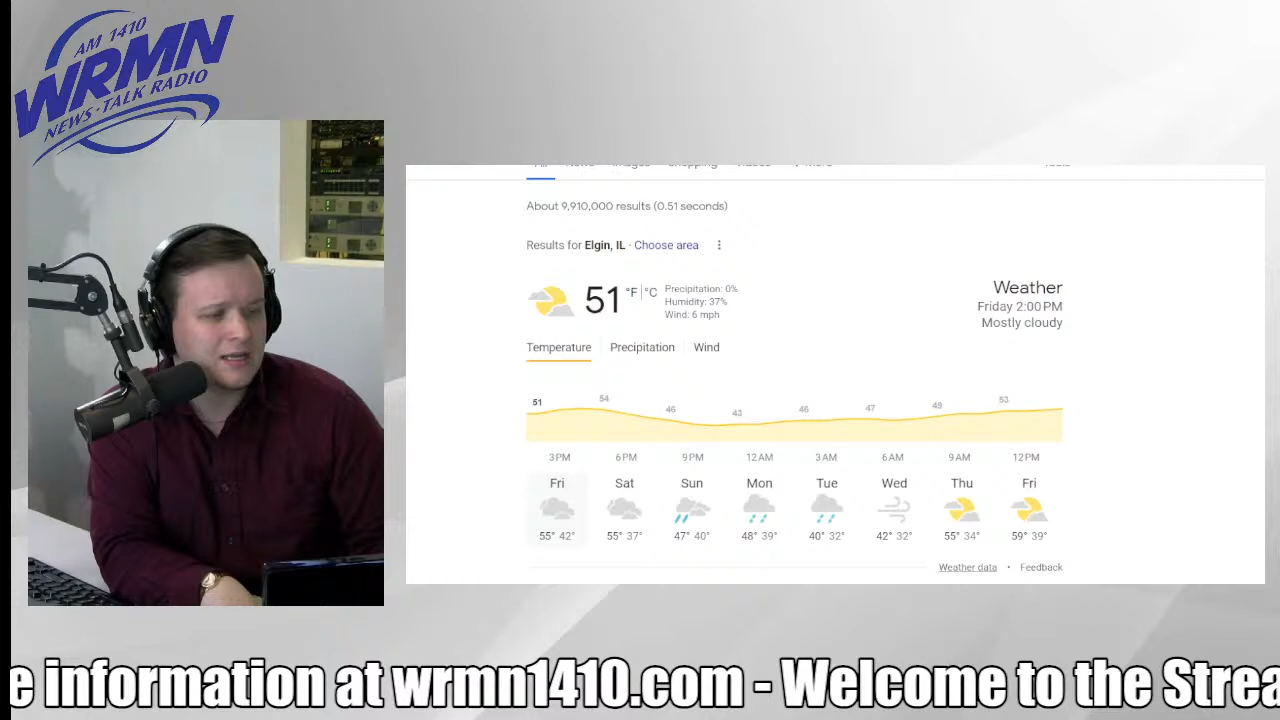 AM 1410
WRMN
NEWS·TALK RADIO
About 9,910,000 results (0.51 seconds)
Results for Elgin, IL · Choose area
51 °F | °C
Precipitation: 0%
Humidity: 37%
Wind: 6 mph
Weather
Friday 2:00 PM
Mostly cloudy
Temperature Precipitation Wind
51 54 46 43 46 47 49 53
3 PM 6 PM 9 PM 12 AM 3 AM 6 AM 9 AM 12 PM
Fri Sat Sun Mon Tue Wed Thu Fri
55° 42° 55° 37° 47° 40° 48° 39° 40° 32° 42° 32° 55° 34° 59° 39°
Weather data • Feedback
e information at wrmn1410.com - Welcome to the Strea